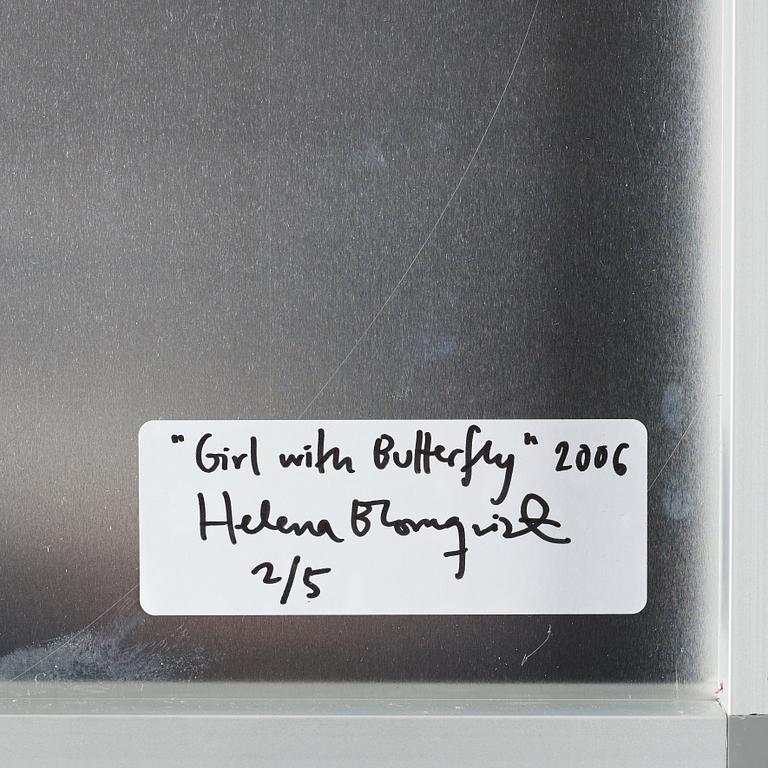 "Girl with Butterfly" 2006
Helena Blomqvist
2/5